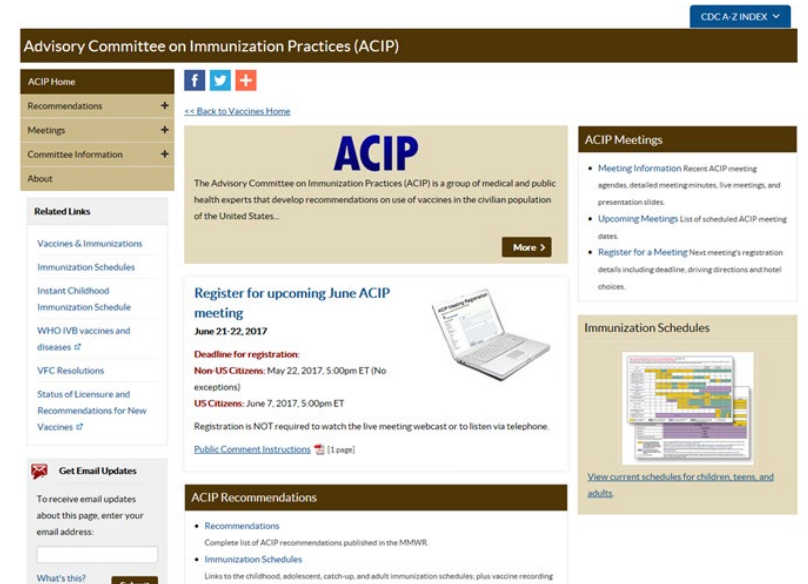 CDC A-Z INDEX
Advisory Committee on Immunization Practices (ACIP)
ACIP Home
Recommendations +
Meetings +
Committee Information +
About
Related Links
Vaccines & Immunizations
Immunization Schedules
Instant Childhood
Immunization Schedule
WHO IVB vaccines and
diseases
VFC Resolutions
Status of Licensure and
Recommendations for New
Vaccines
Get Email Updates
To receive email updates
about this page, enter your
email address:
What's this?
Submit
<< Back to Vaccines Home
ACIP
The Advisory Committee on Immunization Practices (ACIP) is a group of medical and public
health experts that develop recommendations on use of vaccines in the civilian population
of the United States...
More >
Register for upcoming June ACIP
meeting
June 21-22, 2017
Deadline for registration:
Non-US Citizens: May 22, 2017, 5:00pm ET (No
exceptions)
US Citizens: June 7, 2017, 5:00pm ET
Registration is NOT required to watch the live meeting webcast or to listen via telephone.
Public Comment Instructions [1 page]
ACIP Meeting Registration
ACIP Recommendations
Recommendations
Complete list of ACIP recommendations published in the MMWR.
Immunization Schedules
Links to the childhood, adolescent, catch-up, and adult immunization schedules; plus vaccine recording
ACIP Meetings
Meeting Information Recent ACIP meeting
agendas, detailed meeting minutes, live meetings, and
presentation slides.
Upcoming Meetings List of scheduled ACIP meeting
dates.
Register for a Meeting Next meeting's registration
details including deadline, driving directions and hotel
choices.
Immunization Schedules
View current schedules for children, teens, and
adults.